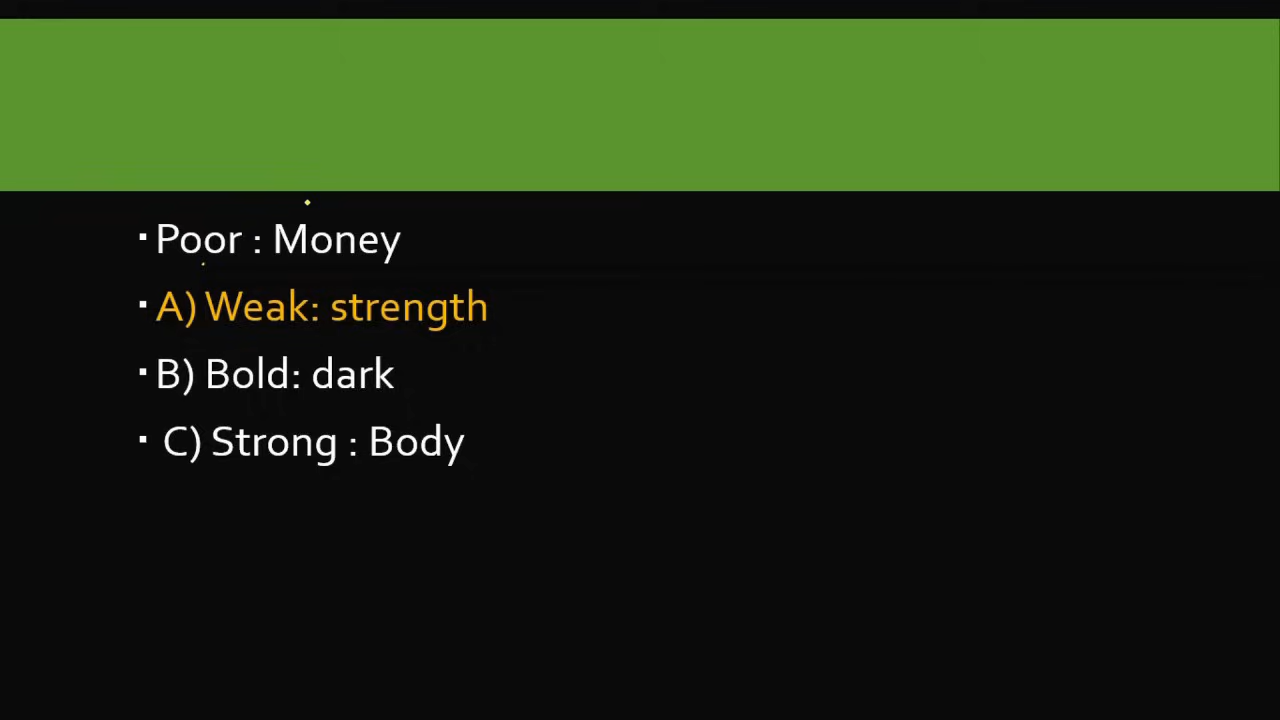 Poor : Money
A) Weak: strength
B) Bold: dark
C) Strong : Body